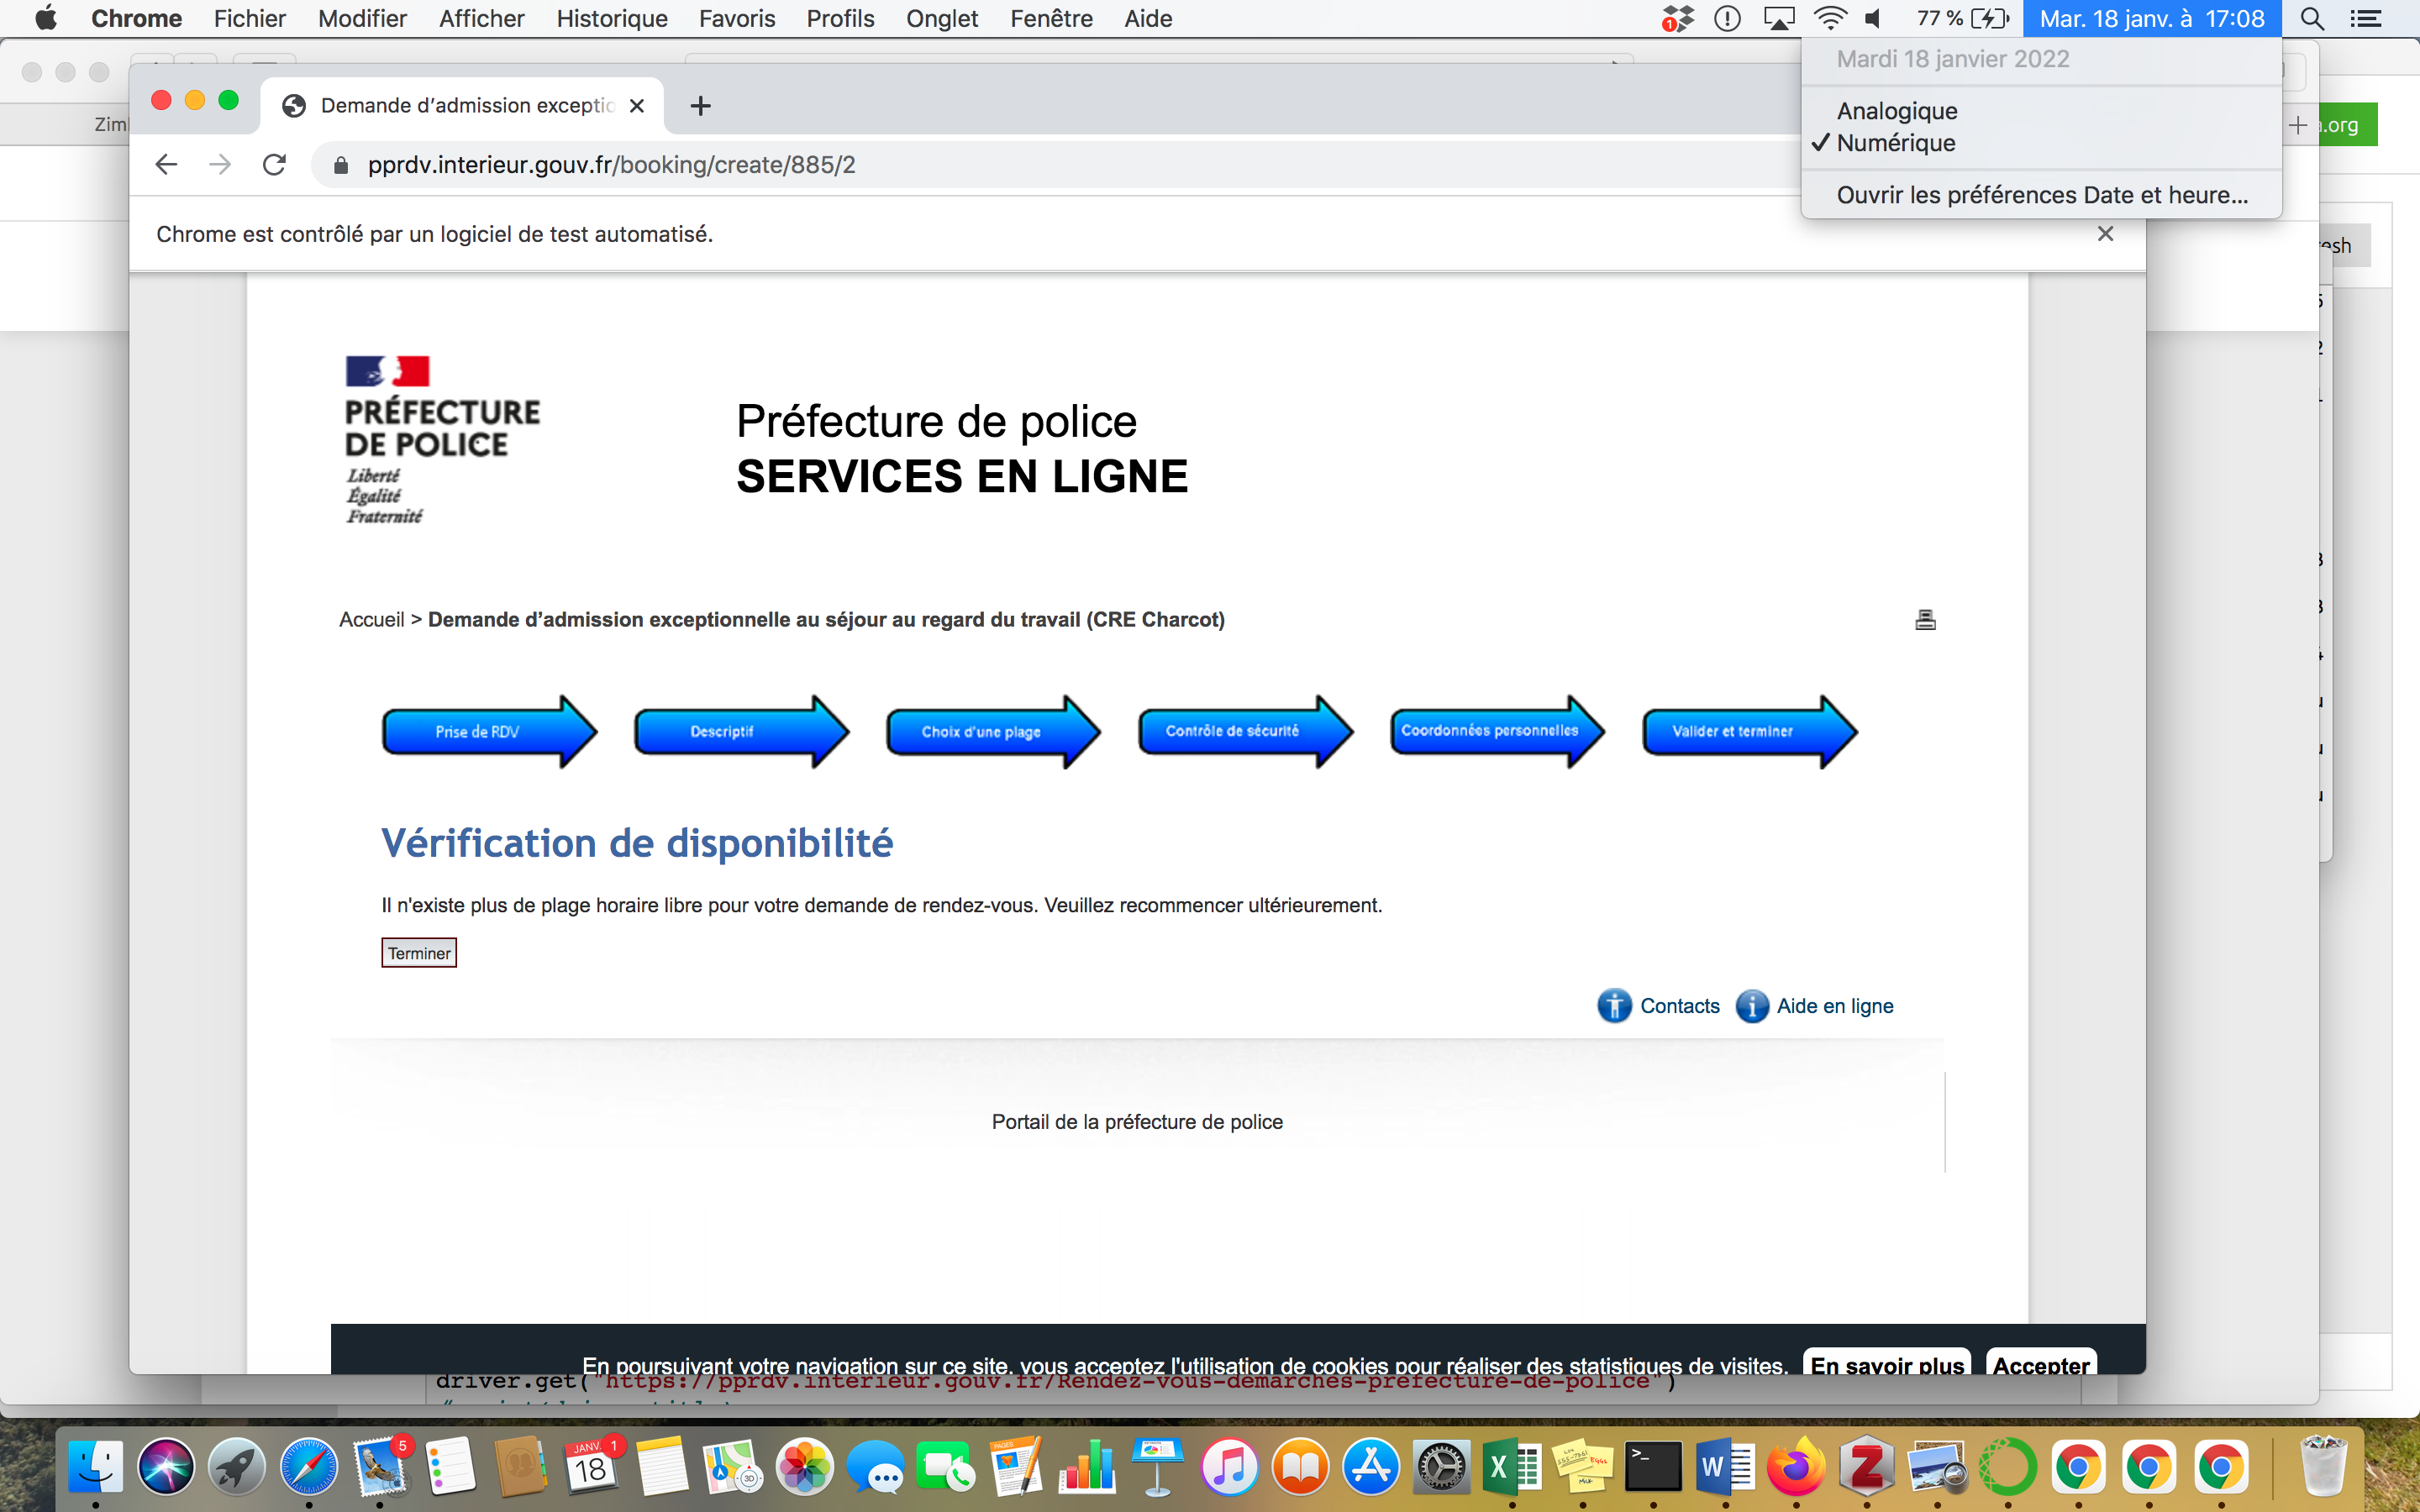 Chrome Fichier Modifier Afficher Historique Favoris Profils Onglet Fenêtre Aide 1 77 % Mar. 18 janv. à 17:08
Mardi 18 janvier 2022
Analogique
✓ Numérique
Ouvrir les préférences Date et heure...
Demande d'admission exceptio
.org
pprdv.interieur.gouv.fr/booking/create/885/2
Chrome est contrôlé par un logiciel de test automatisé.
PRÉFECTURE
DE POLICE
Liberté
Égalité
Fraternité
Préfecture de police
SERVICES EN LIGNE
Accueil > Demande d'admission exceptionnelle au séjour au regard du travail (CRE Charcot)
Prise de RDV Descriptif Choix d'une plage Contrôle de sécurité Coordonnées personnelles Valider et terminer
Vérification de disponibilité
Il n'existe plus de plage horaire libre pour votre demande de rendez-vous. Veuillez recommencer ultérieurement.
Terminer
Contacts Aide en ligne
Portail de la préfecture de police
En poursuivant votre navigation sur ce site, vous acceptez l'utilisation de cookies pour réaliser des statistiques de visites. En savoir plus Accepter
driver.get("https://pprdv.interieur.gouv.fr/Rendez-vous-demarches-prefecture-de-police")
5
JANV. 1
18
PAGES
3D
X
W
Z